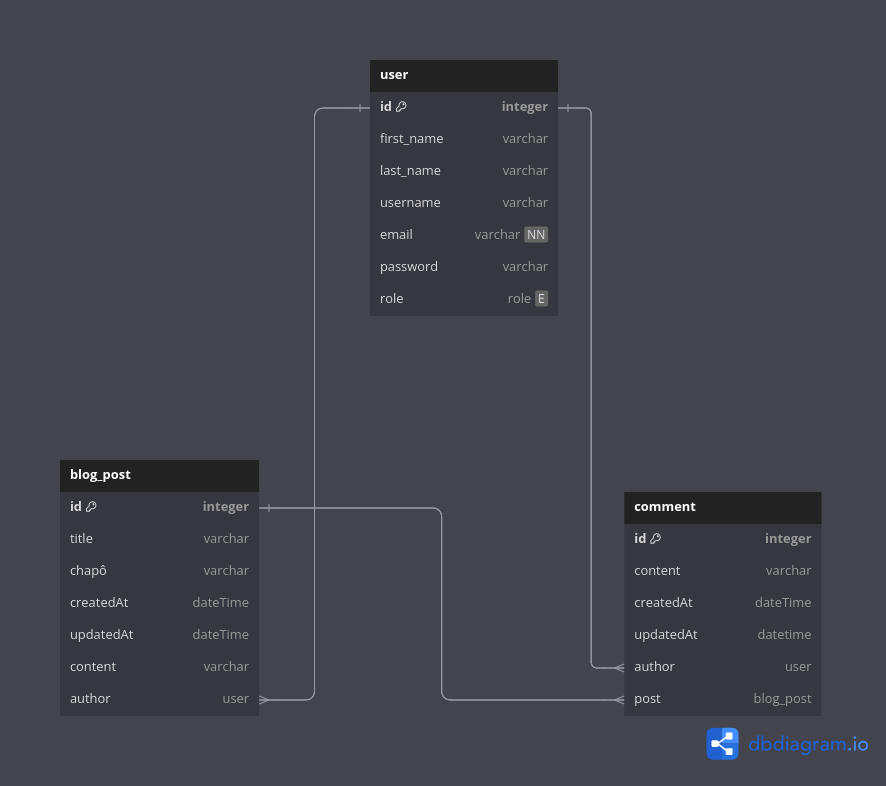 user
id integer
first_name varchar
last_name varchar
username varchar
email varchar NN
password varchar
role role E
blog_post
id integer
title varchar
chapô varchar
createdAt dateTime
updatedAt dateTime
content varchar
author user
comment
id integer
content varchar
createdAt dateTime
updatedAt datetime
author user
post blog_post
dbdiagram.io